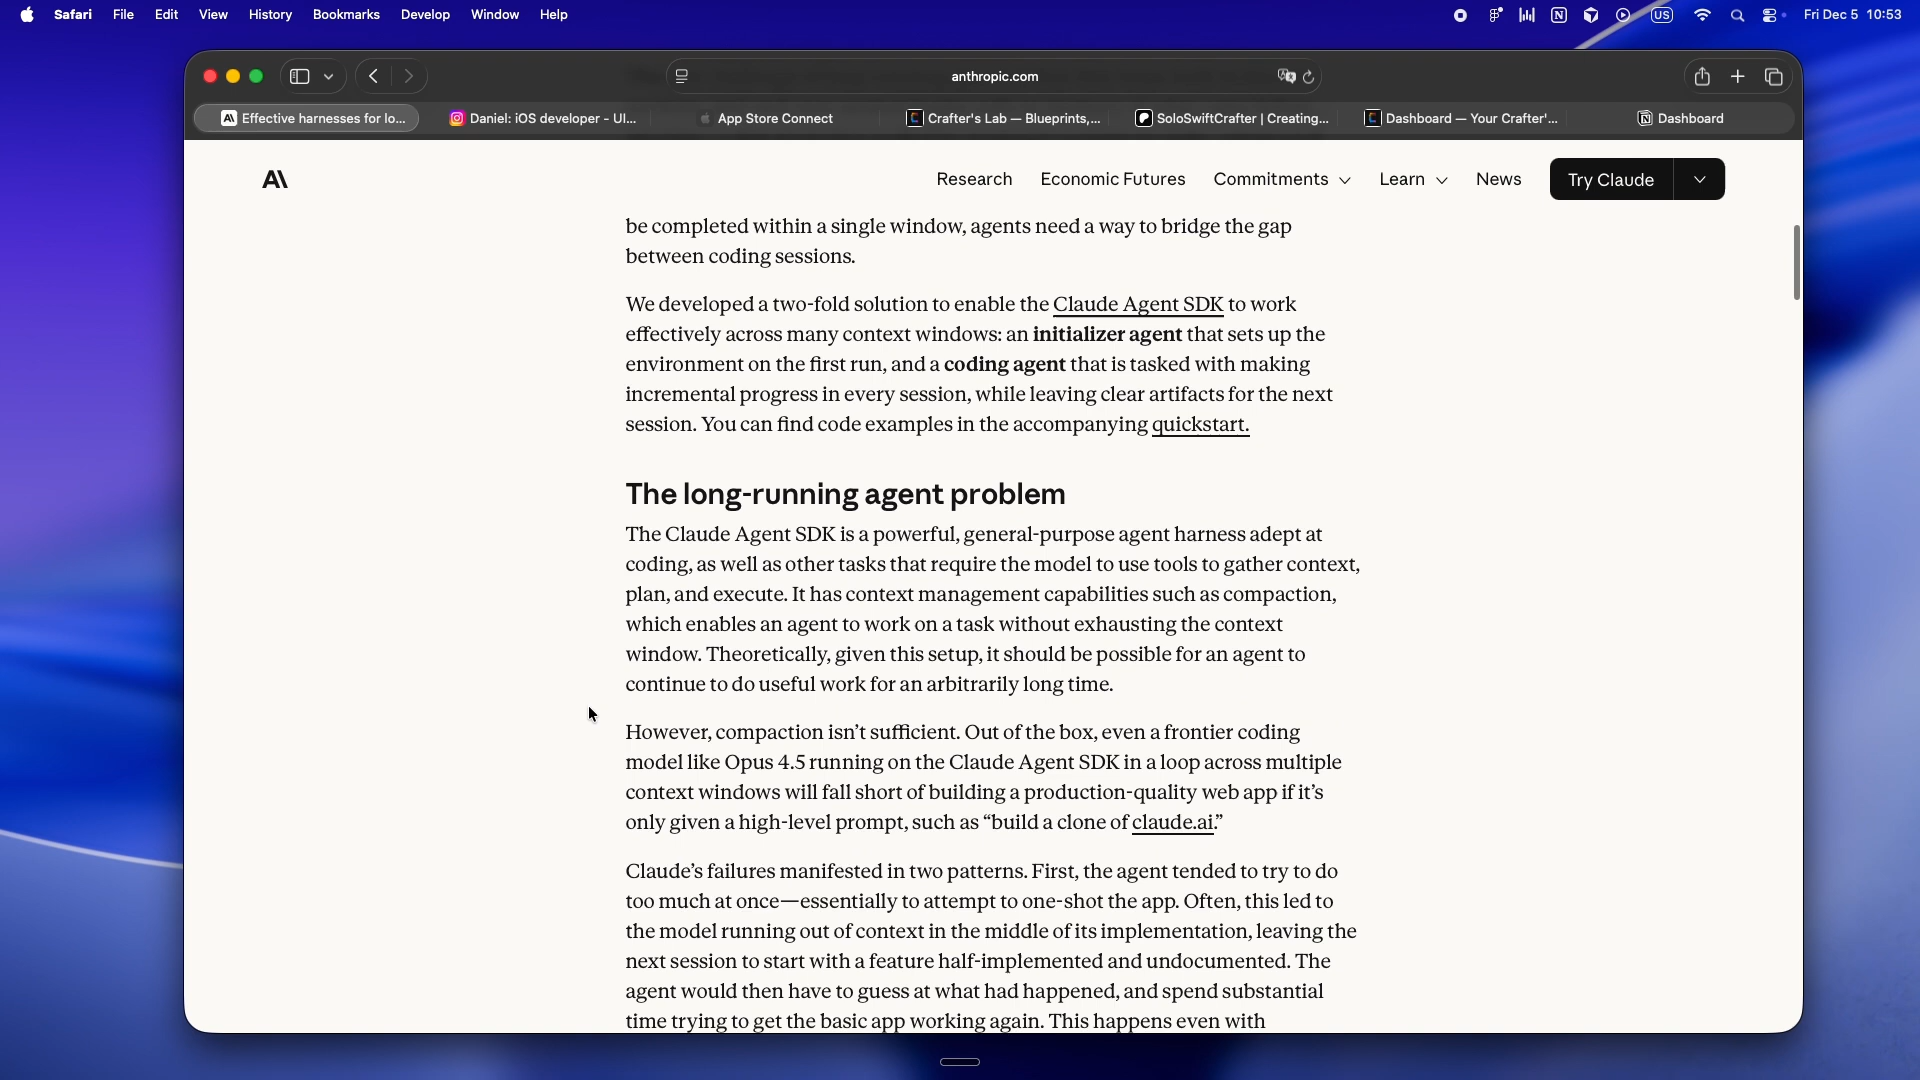 Safari File Edit View History Bookmarks Develop Window Help US Fri Dec 5 10:53
anthropic.com
Effective harnesses for lo... Daniel: iOS developer - UI... App Store Connect Crafter's Lab — Blueprints,... SoloSwiftCrafter | Creating... Dashboard — Your Crafter'... Dashboard
Research Economic Futures Commitments Learn News Try Claude
be completed within a single window, agents need a way to bridge the gap
between coding sessions.
We developed a two-fold solution to enable the Claude Agent SDK to work
effectively across many context windows: an initializer agent that sets up the
environment on the first run, and a coding agent that is tasked with making
incremental progress in every session, while leaving clear artifacts for the next
session. You can find code examples in the accompanying quickstart.
The long-running agent problem
The Claude Agent SDK is a powerful, general-purpose agent harness adept at
coding, as well as other tasks that require the model to use tools to gather context,
plan, and execute. It has context management capabilities such as compaction,
which enables an agent to work on a task without exhausting the context
window. Theoretically, given this setup, it should be possible for an agent to
continue to do useful work for an arbitrarily long time.
However, compaction isn’t sufficient. Out of the box, even a frontier coding
model like Opus 4.5 running on the Claude Agent SDK in a loop across multiple
context windows will fall short of building a production-quality web app if it’s
only given a high-level prompt, such as “build a clone of claude.ai.”
Claude’s failures manifested in two patterns. First, the agent tended to try to do
too much at once—essentially to attempt to one-shot the app. Often, this led to
the model running out of context in the middle of its implementation, leaving the
next session to start with a feature half-implemented and undocumented. The
agent would then have to guess at what had happened, and spend substantial
time trying to get the basic app working again. This happens even with